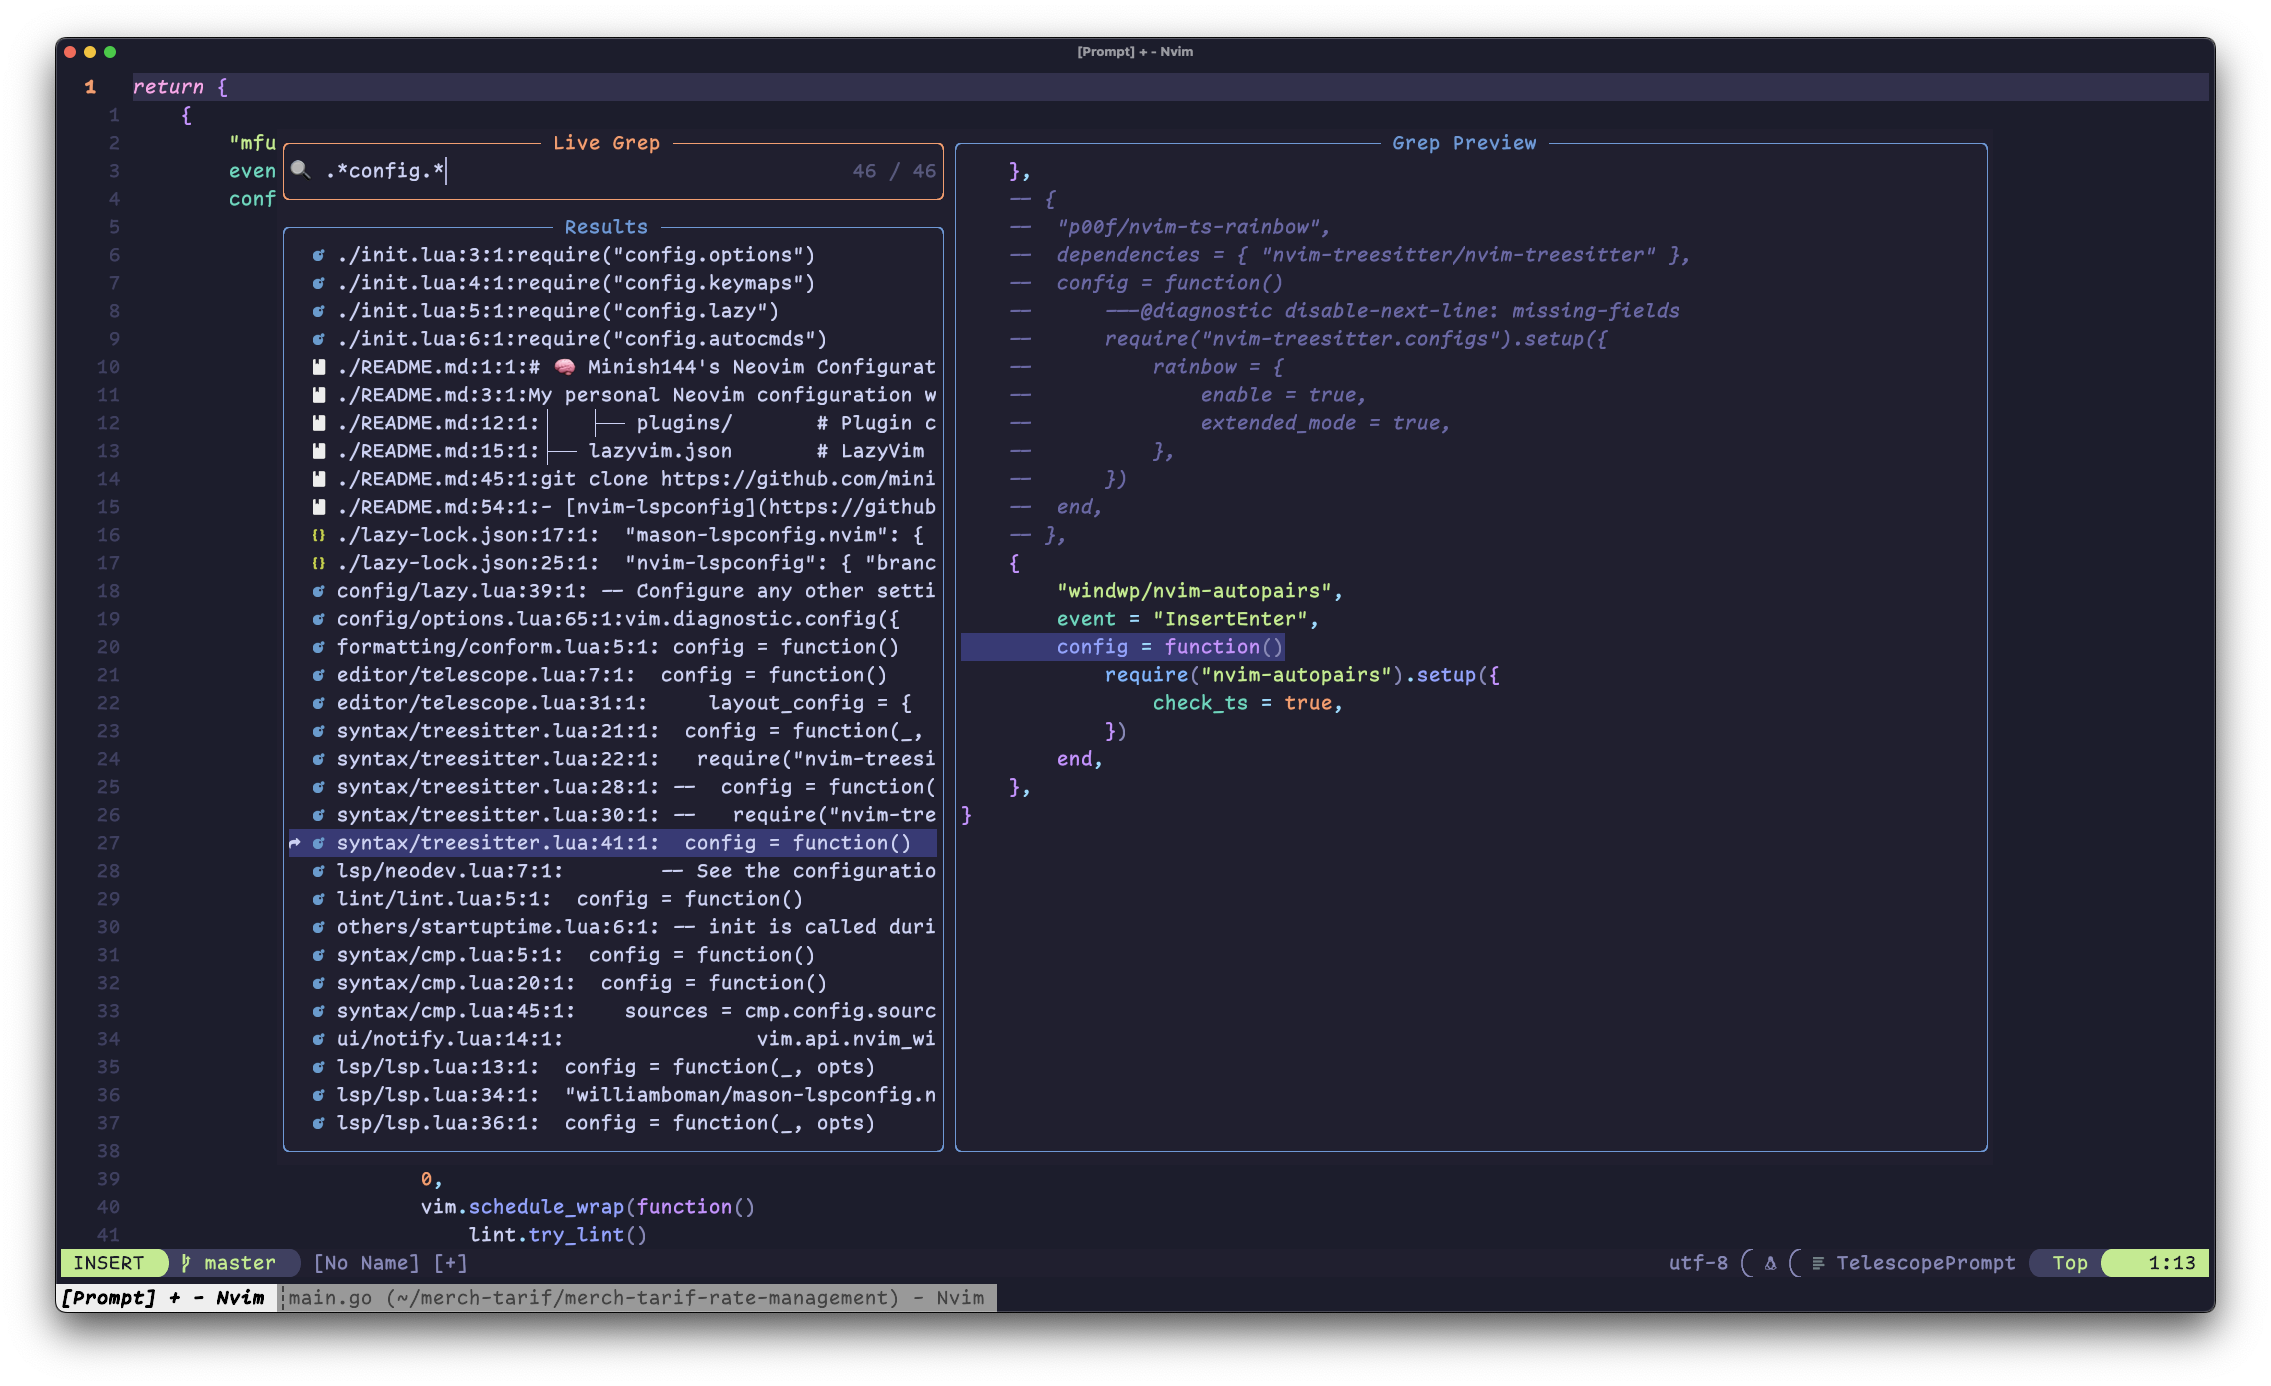 [Prompt] + - Nvim
1 return {
1 {
2 "mfu
3 even
4 conf
5
6
7
8
9
10
11
12
13
14
15
16
17
18
19
20
21
22
23
24
25
26
27
28
29
30
31
32
33
34
35
36
37
38
39 0,
40 vim.schedule_wrap(function()
41 lint.try_lint()
Live Grep
.*config.* 46 / 46
Results
./init.lua:3:1:require("config.options")
./init.lua:4:1:require("config.keymaps")
./init.lua:5:1:require("config.lazy")
./init.lua:6:1:require("config.autocmds")
./README.md:1:1:# 🧠 Minish144's Neovim Configurat
./README.md:3:1:My personal Neovim configuration w
./README.md:12:1:│   ├── plugins/       # Plugin c
./README.md:15:1:├── lazyvim.json       # LazyVim
./README.md:45:1:git clone https://github.com/mini
./README.md:54:1:- [nvim-lspconfig](https://github
./lazy-lock.json:17:1:  "mason-lspconfig.nvim": {
./lazy-lock.json:25:1:  "nvim-lspconfig": { "branc
config/lazy.lua:39:1: -- Configure any other setti
config/options.lua:65:1:vim.diagnostic.config({
formatting/conform.lua:5:1: config = function()
editor/telescope.lua:7:1:  config = function()
editor/telescope.lua:31:1:     layout_config = {
syntax/treesitter.lua:21:1:  config = function(_,
syntax/treesitter.lua:22:1:   require("nvim-treesi
syntax/treesitter.lua:28:1: --  config = function(
syntax/treesitter.lua:30:1: --   require("nvim-tre
syntax/treesitter.lua:41:1:  config = function()
lsp/neodev.lua:7:1:        -- See the configuratio
lint/lint.lua:5:1:  config = function()
others/startuptime.lua:6:1: -- init is called duri
syntax/cmp.lua:5:1:  config = function()
syntax/cmp.lua:20:1:  config = function()
syntax/cmp.lua:45:1:    sources = cmp.config.sourc
ui/notify.lua:14:1:                vim.api.nvim_wi
lsp/lsp.lua:13:1:  config = function(_, opts)
lsp/lsp.lua:34:1:  "williamboman/mason-lspconfig.n
lsp/lsp.lua:36:1:  config = function(_, opts)
Grep Preview
},
-- {
--  "p00f/nvim-ts-rainbow",
--  dependencies = { "nvim-treesitter/nvim-treesitter" },
--  config = function()
--      ---@diagnostic disable-next-line: missing-fields
--      require("nvim-treesitter.configs").setup({
--          rainbow = {
--              enable = true,
--              extended_mode = true,
--          },
--      })
--  end,
-- },
{
"windwp/nvim-autopairs",
event = "InsertEnter",
config = function()
require("nvim-autopairs").setup({
check_ts = true,
})
end,
},
}
INSERT master [No Name] [+] utf-8 TelescopePrompt Top 1:13
[Prompt] + - Nvim main.go (~/merch-tarif/merch-tarif-rate-management) - Nvim